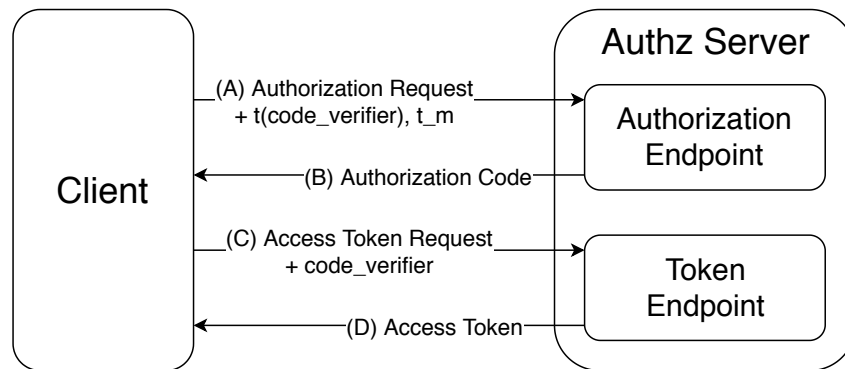 Authz Server
(A) Authorization Request
+ t(code_verifier), t_m
Authorization
Endpoint
(B) Authorization Code
Client
(C) Access Token Request
+ code_verifier
Token
Endpoint
(D) Access Token